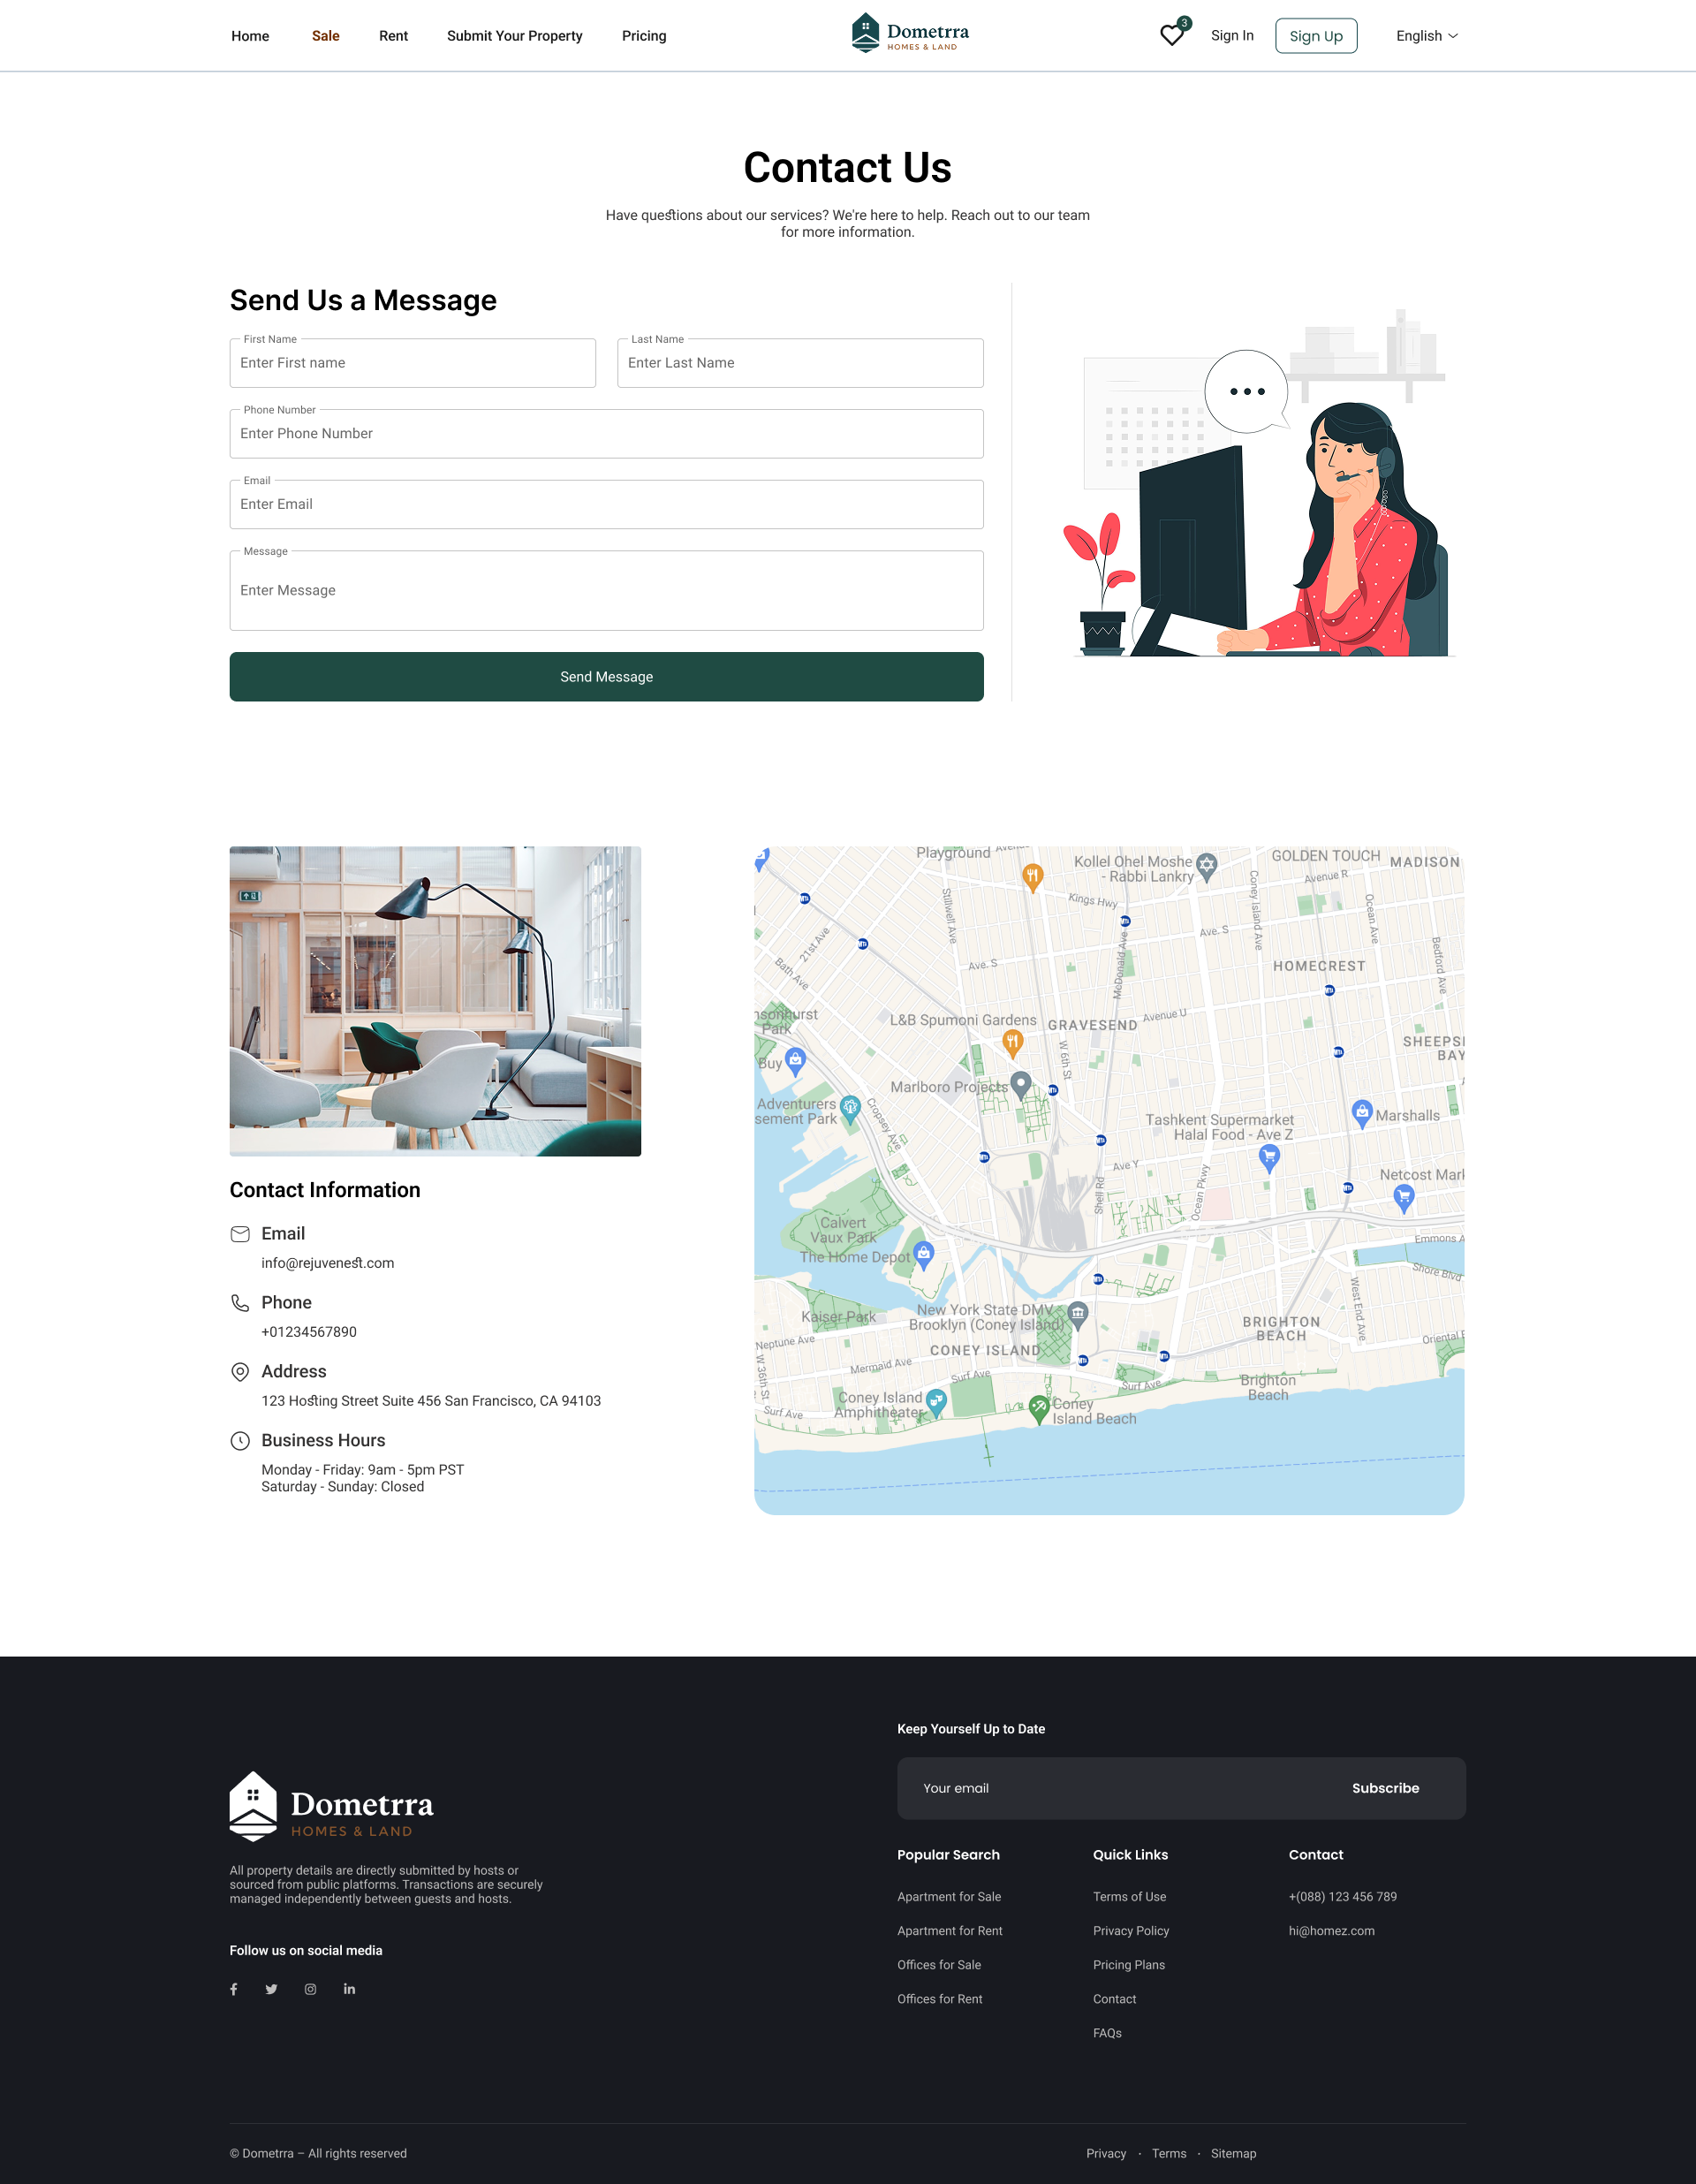 Home
Sale
Rent
Submit Your Property
Pricing
Dometrra
HOMES & LAND
3
Sign In
Sign Up
English
Contact Us
Have questions about our services? We're here to help. Reach out to our team
for more information.
Send Us a Message
First Name
Enter First name
Last Name
Enter Last Name
Phone Number
Enter Phone Number
Email
Enter Email
Message
Enter Message
Send Message
Contact Information
Email
info@rejuvenest.com
Phone
+01234567890
Address
123 Hosting Street Suite 456 San Francisco, CA 94103
Business Hours
Monday - Friday: 9am - 5pm PST
Saturday - Sunday: Closed
Playground
Kollel Ohel Moshe
- Rabbi Lankry
GOLDEN TOUCH
MADISON
Avenue R
Kings Hwy
Stillwell Ave
Coney Island Ave
Ocean Ave
21st Ave
Ave. S
McDonald Ave
Bedford Ave
Bath Ave
Ave. S
HOMECREST
nsonhurst
Park
L&B Spumoni Gardens
GRAVESEND
Avenue U
SHEEPS
BAY
W 6th St
Buy
Marlboro Projects
Adventurers
sement Park
Cropsey Ave
Tashkent Supermarket
Halal Food - Ave Z
Marshalls
Ave Y
Shell Rd
Ocean Pkwy
Netcost Mark
Calvert
Vaux Park
The Home Depot
Emmons A
Shore Blvd
West End Ave
Kaiser Park
New York State DMV
Brooklyn (Coney Island)
BRIGHTON
BEACH
Neptune Ave
CONEY ISLAND
Oriental
W 36th St
Mermaid Ave
Surf Ave
Surf Ave
Brighton
Beach
Coney Island
Amphitheater
Coney
Island Beach
Surf Ave
Keep Yourself Up to Date
Your email
Subscribe
Dometrra
HOMES & LAND
All property details are directly submitted by hosts or
sourced from public platforms. Transactions are securely
managed independently between guests and hosts.
Follow us on social media
Popular Search
Apartment for Sale
Apartment for Rent
Offices for Sale
Offices for Rent
Quick Links
Terms of Use
Privacy Policy
Pricing Plans
Contact
FAQs
Contact
+(088) 123 456 789
hi@homez.com
© Dometrra – All rights reserved
Privacy · Terms · Sitemap